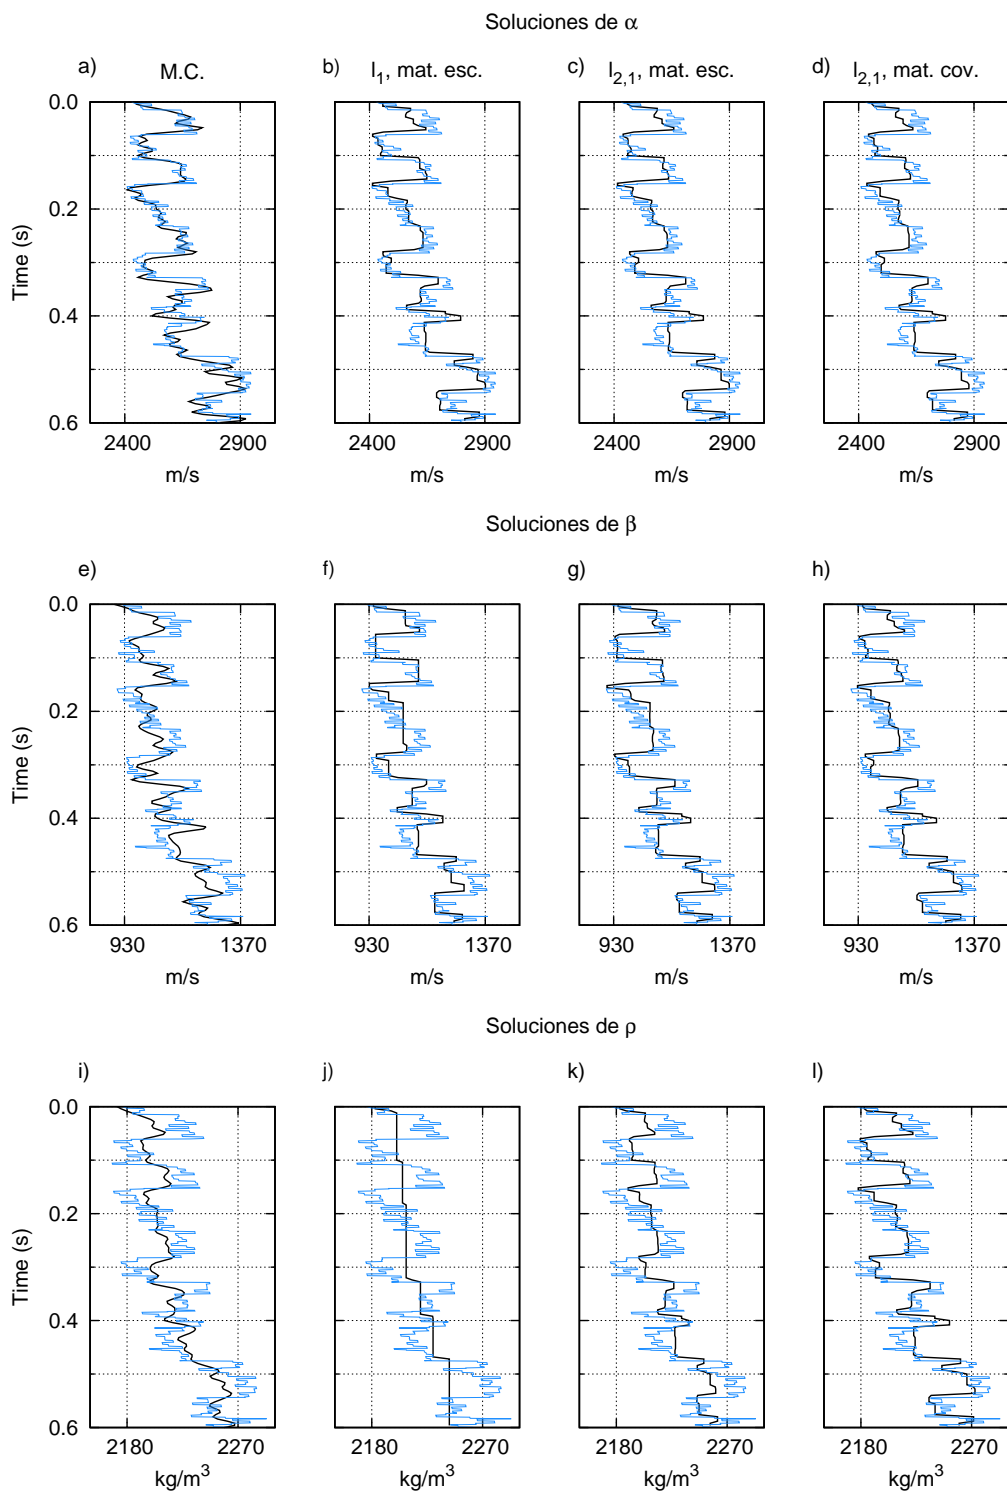 Soluciones de α
a) M.C. b) l1, mat. esc. c) l2,1, mat. esc. d) l2,1, mat. cov.
Time (s)
0.0
0.2
0.4
0.6
2400 2900 2400 2900 2400 2900 2400 2900
m/s m/s m/s m/s
Soluciones de β
e) f) g) h)
Time (s)
0.0
0.2
0.4
0.6
930 1370 930 1370 930 1370 930 1370
m/s m/s m/s m/s
Soluciones de ρ
i) j) k) l)
Time (s)
0.0
0.2
0.4
0.6
2180 2270 2180 2270 2180 2270 2180 2270
kg/m³ kg/m³ kg/m³ kg/m³